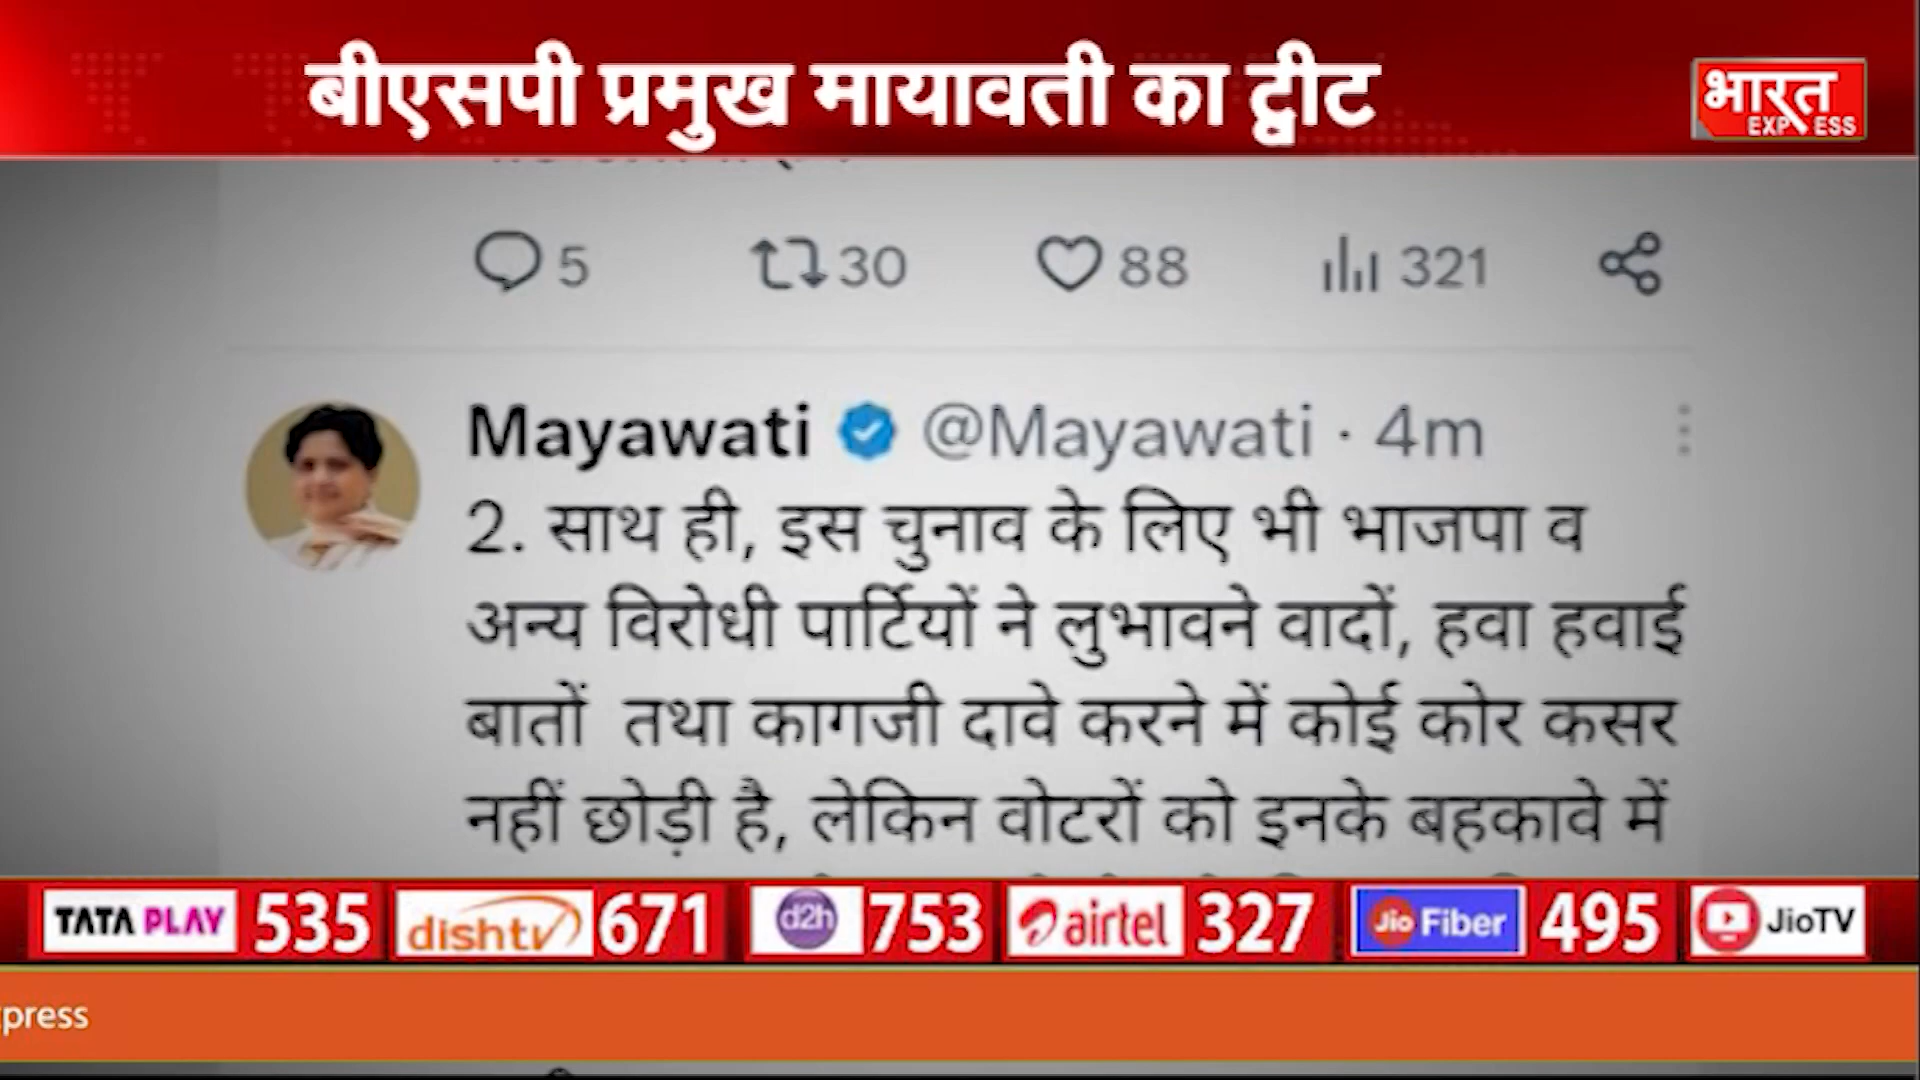 बीएसपी प्रमुख मायावती का ट्वीट
भारत
EXPRESS
5 30 88 321
Mayawati @Mayawati · 4m
2. साथ ही, इस चुनाव के लिए भी भाजपा व
अन्य विरोधी पार्टियों ने लुभावने वादों, हवा हवाई
बातों तथा कागजी दावे करने में कोई कोर कसर
नहीं छोड़ी है, लेकिन वोटरों को इनके बहकावे में
TATA PLAY 535 dishtv 671 d2h 753 airtel 327 Jio Fiber 495 JioTV
press